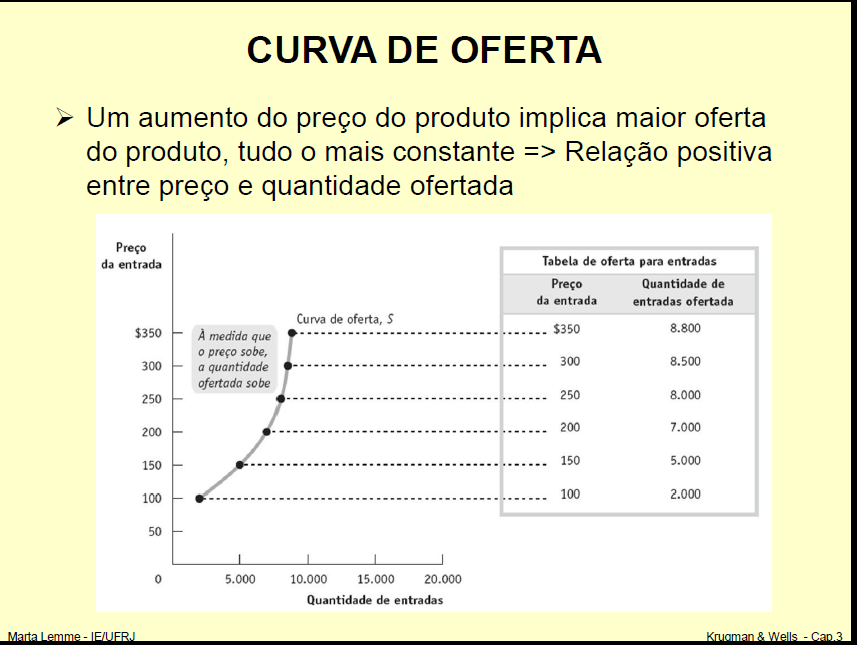 CURVA DE OFERTA
➢ Um aumento do preço do produto implica maior oferta
do produto, tudo o mais constante => Relação positiva
entre preço e quantidade ofertada
Preço
da entrada
$350
300
250
200
150
100
50
0
5.000
10.000
15.000
20.000
Quantidade de entradas
Curva de oferta, S
À medida que
o preço sobe,
a quantidade
ofertada sobe
Tabela de oferta para entradas
Preço
da entrada
Quantidade de
entradas ofertada
$350 8.800
300 8.500
250 8.000
200 7.000
150 5.000
100 2.000
Marta Lemme - IE/UFRJ
Krugman & Wells - Cap.3